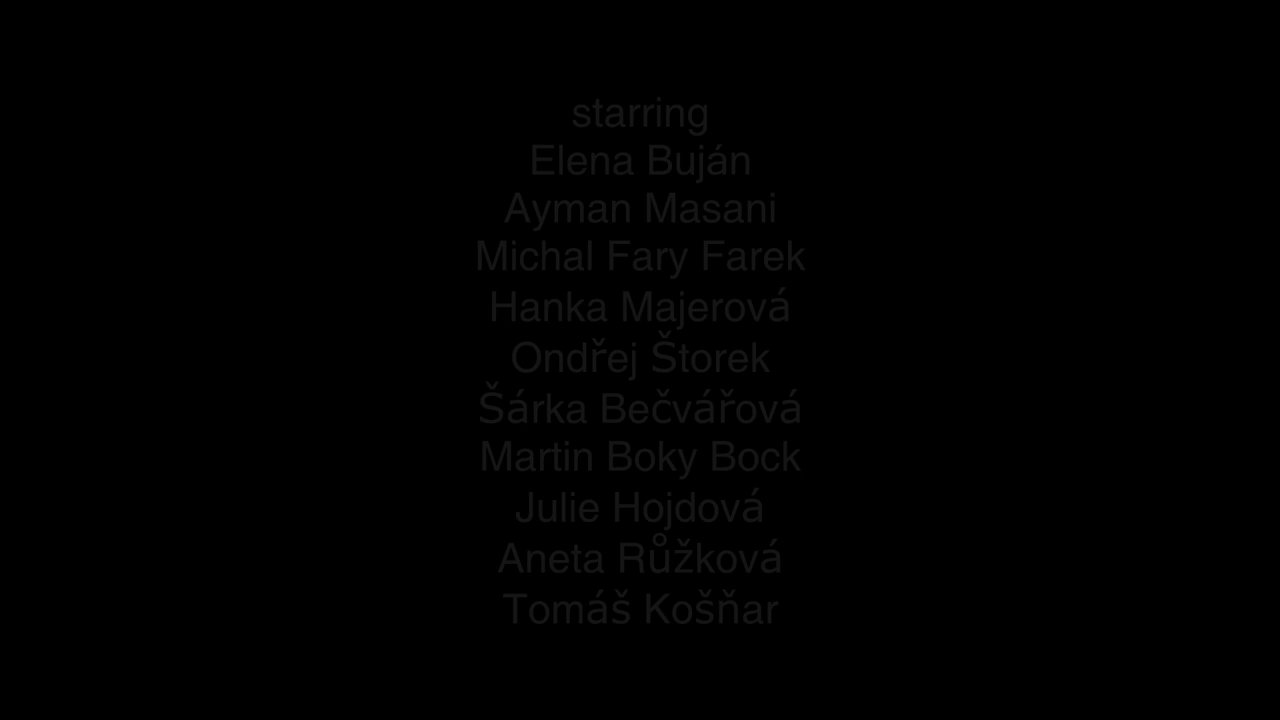 starring
Elena Buján
Ayman Masani
Michal Fary Farek
Hanka Majerová
Ondřej Štorek
Šárka Bečvářová
Martin Boky Bock
Julie Hojdová
Aneta Růžková
Tomáš Košňar